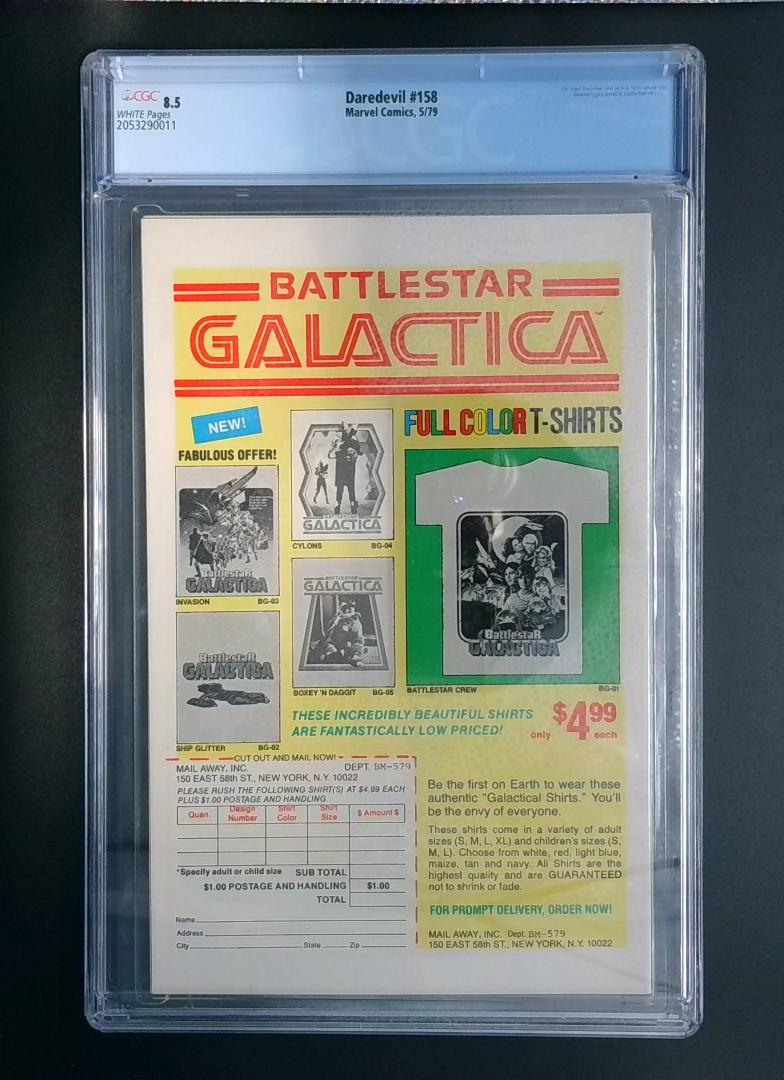 CGC 8.5
WHITE Pages
2053290011
Daredevil #158
Marvel Comics, 5/79
www.cgccomics.com/terms
CGC
BATTLESTAR
GALACTICA
NEW!
FABULOUS OFFER!
FULL COLOR T-SHIRTS
BattlestaR
GALACTICA
INVASION BG-03
BATTLESTAR
GALACTICA
CYLONS BG-04
BattlestaR
GALACTICA
SHIP GLITTER BG-02
BATTLESTAR
GALACTICA
BOXEY 'N DAGGIT BG-05
BattlestaR
GALACTICA
BATTLESTAR CREW BG-01
THESE INCREDIBLY BEAUTIFUL SHIRTS
ARE FANTASTICALLY LOW PRICED!
only $4.99 each
CUT OUT AND MAIL NOW!
MAIL AWAY, INC. DEPT. BM-579
150 EAST 58th ST., NEW YORK, N.Y. 10022
PLEASE RUSH THE FOLLOWING SHIRT(S) AT $4.99 EACH
PLUS $1.00 POSTAGE AND HANDLING.
Quan. Design Number Shirt Color Shirt Size $ Amount $
*Specify adult or child size SUB TOTAL
$1.00 POSTAGE AND HANDLING $1.00
TOTAL
Name
Address
City State Zip
Be the first on Earth to wear these
authentic "Galactical Shirts." You'll
be the envy of everyone.
These shirts come in a variety of adult
sizes (S, M, L, XL) and children's sizes (S,
M, L). Choose from white, red, light blue,
maize, tan and navy. All Shirts are the
highest quality and are GUARANTEED
not to shrink or fade.
FOR PROMPT DELIVERY, ORDER NOW!
MAIL AWAY, INC. Dept. BM-579
150 EAST 58th ST., NEW YORK, N.Y. 10022